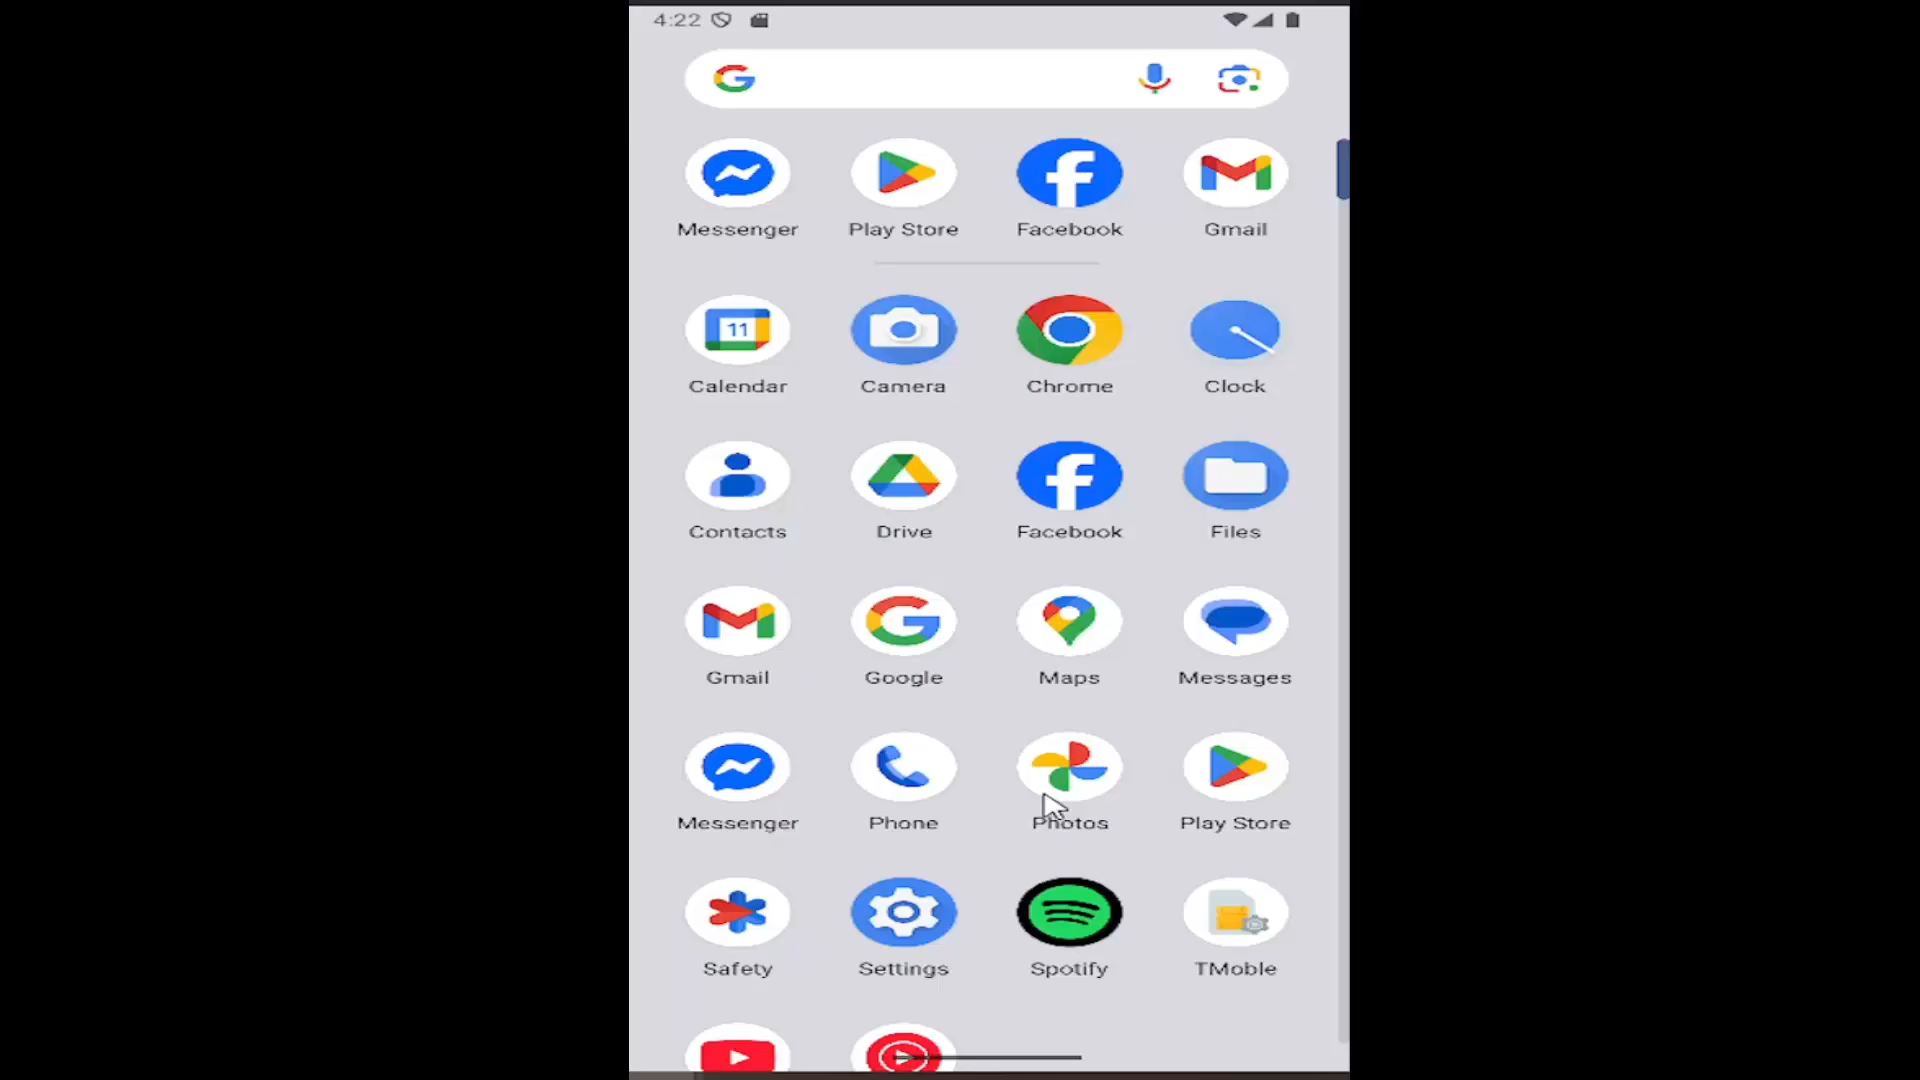 4:22
Messenger Play Store Facebook Gmail
11
Calendar Camera Chrome Clock
Contacts Drive Facebook Files
Gmail Google Maps Messages
Messenger Phone Photos Play Store
Safety Settings Spotify TMoble